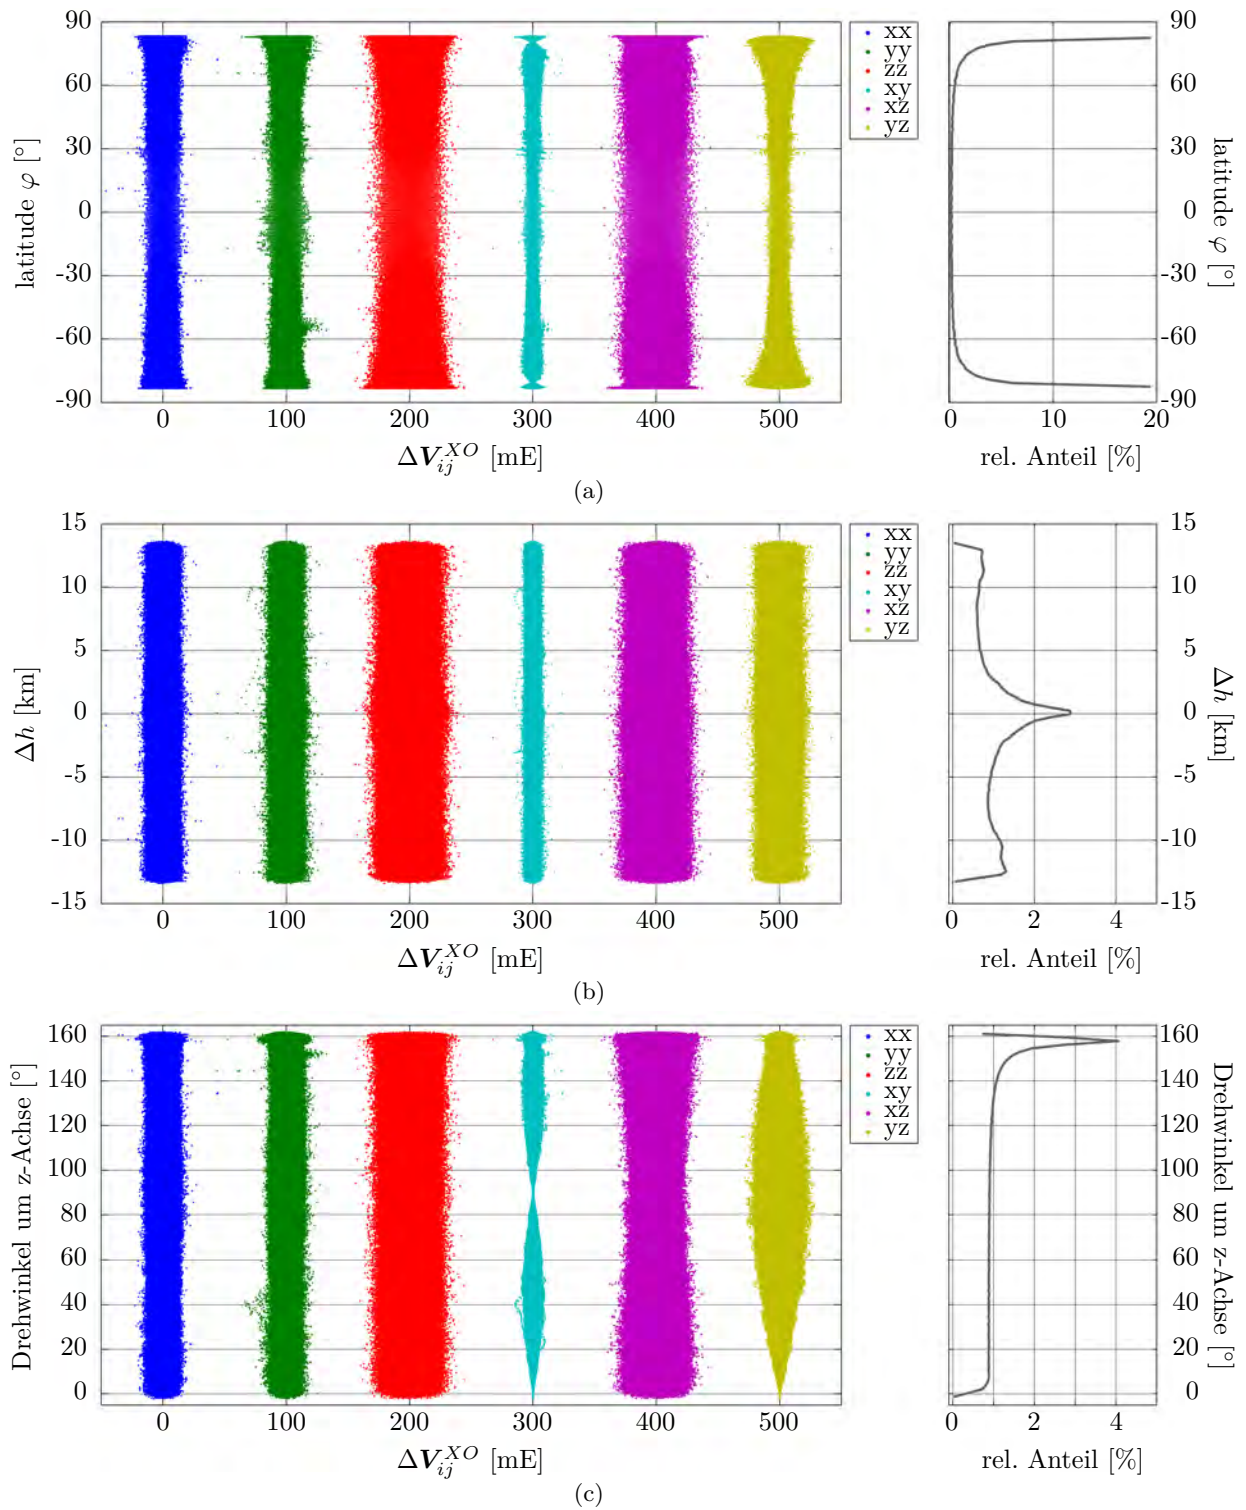 90
60
30
0
-30
-60
-90
latitude φ [°]
0 100 200 300 400 500
ΔV_{ij}^{XO} [mE]
xx
yy
zz
xy
xz
yz
90
60
30
0
-30
-60
-90
latitude φ [°]
0 10 20
rel. Anteil [%]
(a)
15
10
5
0
-5
-10
-15
Δh [km]
0 100 200 300 400 500
ΔV_{ij}^{XO} [mE]
xx
yy
zz
xy
xz
yz
15
10
5
0
-5
-10
-15
Δh [km]
0 2 4
rel. Anteil [%]
(b)
160
140
120
100
80
60
40
20
0
Drehwinkel um z-Achse [°]
0 100 200 300 400 500
ΔV_{ij}^{XO} [mE]
xx
yy
zz
xy
xz
yz
160
140
120
100
80
60
40
20
0
Drehwinkel um z-Achse [°]
0 2 4
rel. Anteil [%]
(c)